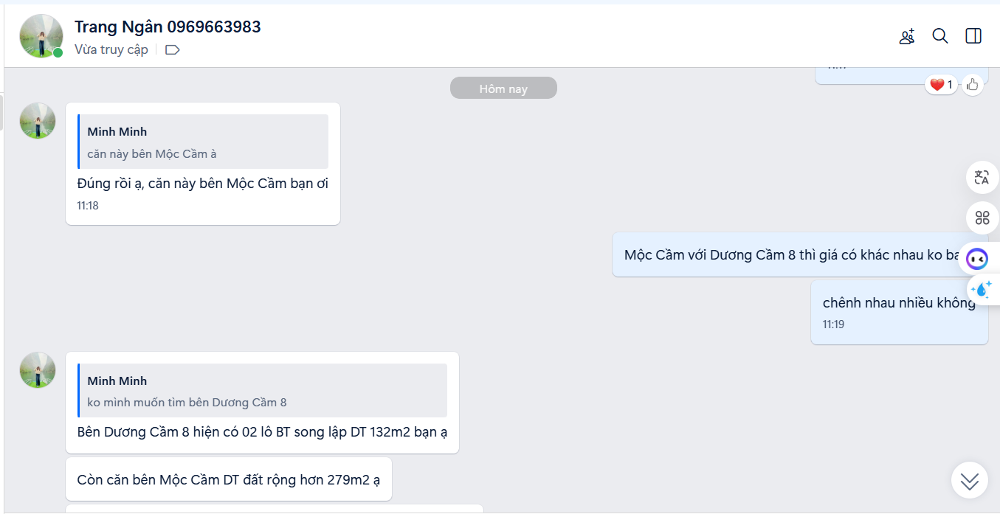 Trang Ngân 0969663983
Vừa truy cập
Hôm nay
1
Minh Minh
căn này bên Mộc Cầm à
Đúng rồi ạ, căn này bên Mộc Cầm bạn ơi
11:18
Mộc Cầm với Dương Cầm 8 thì giá có khác nhau ko
chênh nhau nhiều không
11:19
Minh Minh
ko mình muốn tìm bên Dương Cầm 8
Bên Dương Cầm 8 hiện có 02 lô BT song lập DT 132m2 bạn ạ
Còn căn bên Mộc Cầm DT đất rộng hơn 279m2 ạ